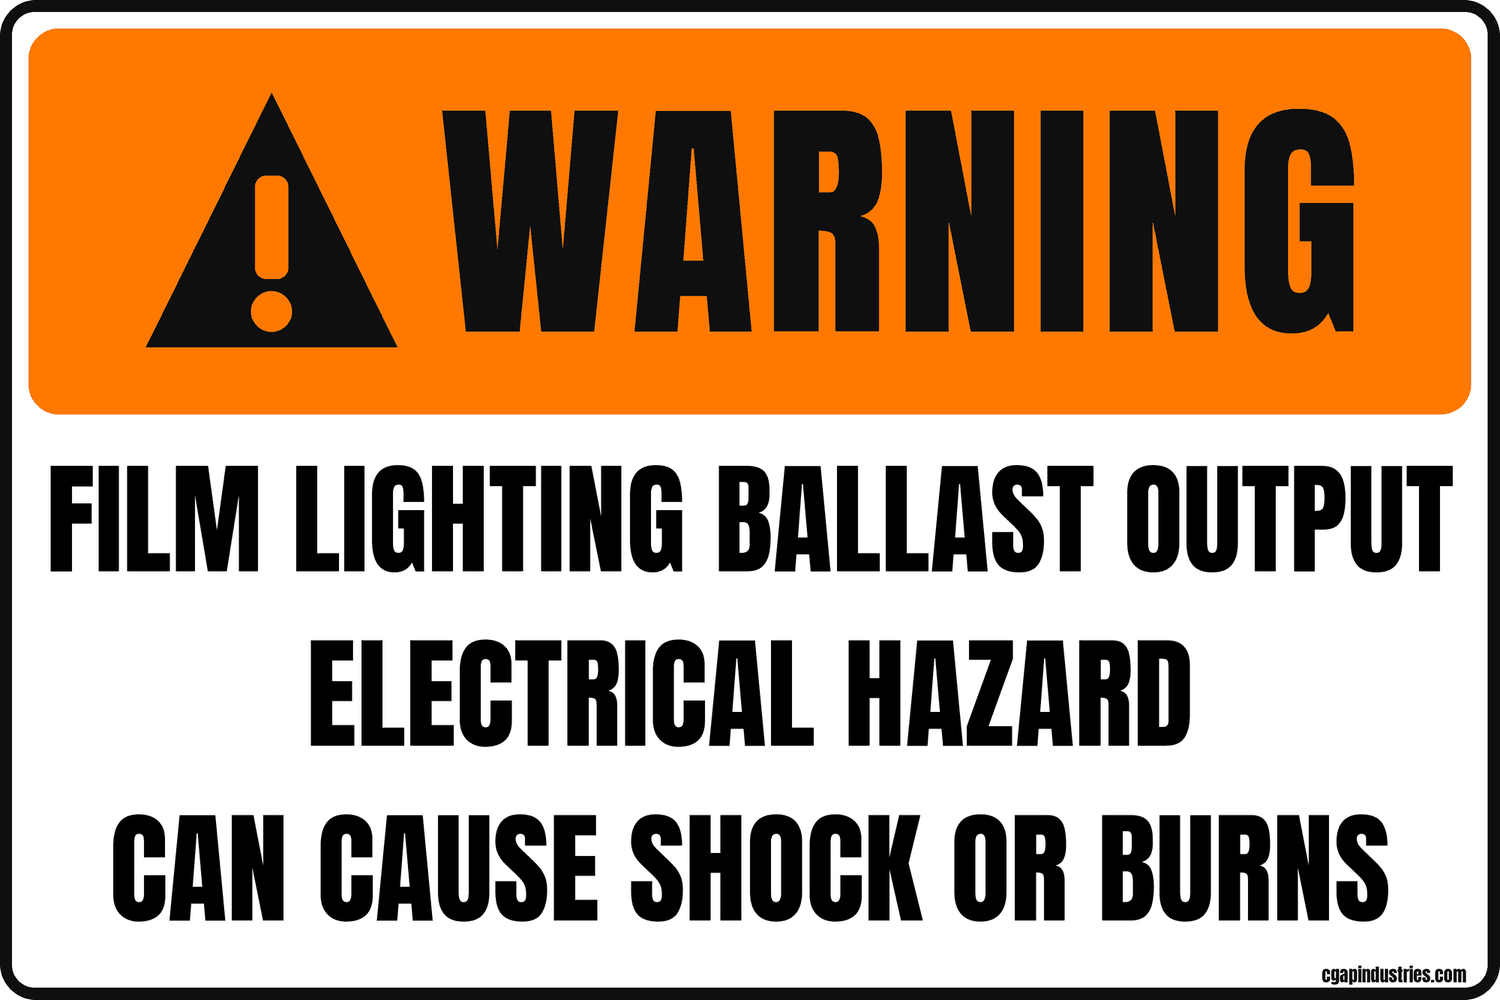 WARNING
FILM LIGHTING BALLAST OUTPUT
ELECTRICAL HAZARD
CAN CAUSE SHOCK OR BURNS
cgapindustries.com